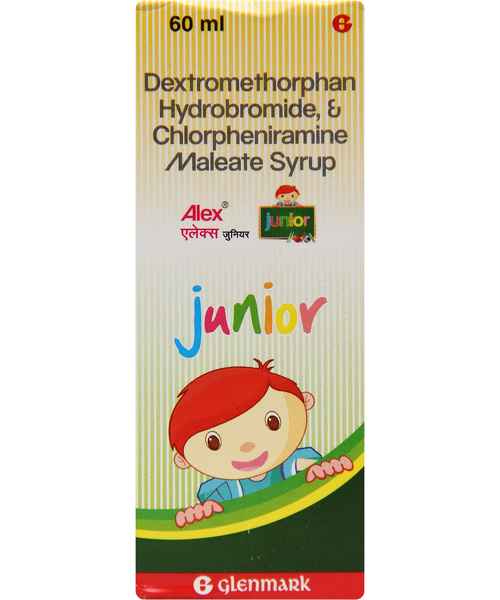 60 ml
Dextromethorphan
Hydrobromide, &
Chlorpheniramine
Maleate Syrup
Alex®
junior
एलेक्स जुनियर
junior
glenmark